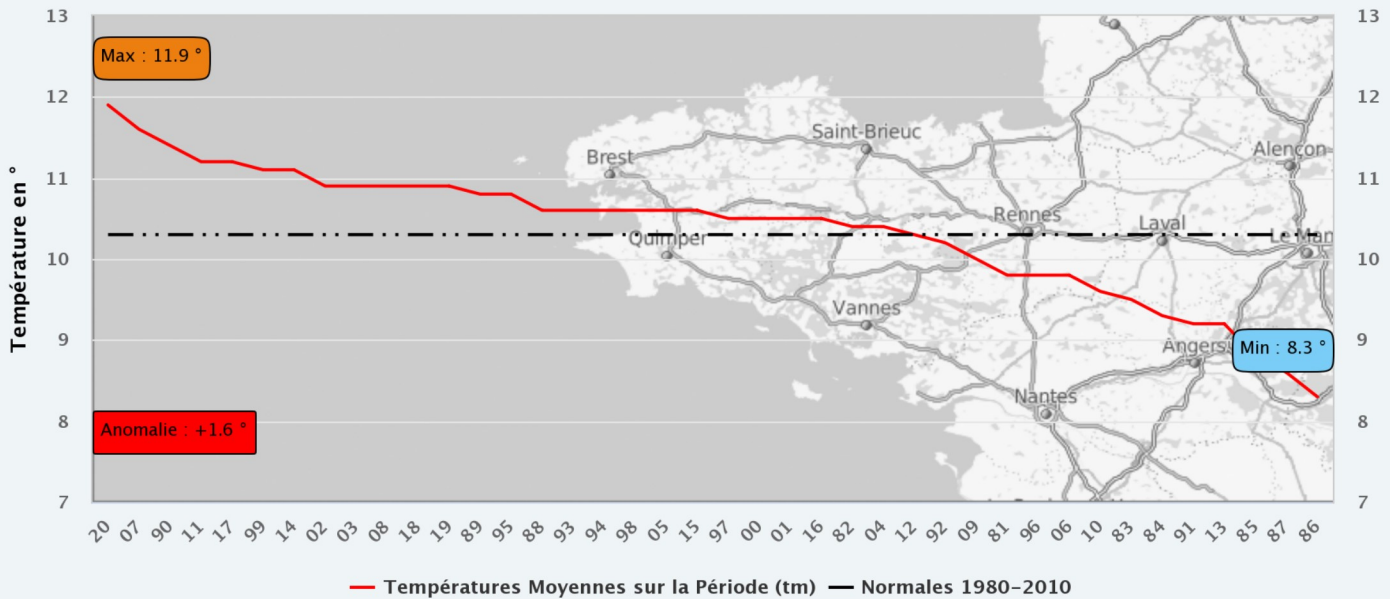 13
13
Max : 11.9 °
12
12
Saint-Brieuc
Brest
Alençon
11
11
Rennes
Laval
Quimper
Le Man
10
10
Vannes
9
9
Angers
Min : 8.3 °
Nantes
8
8
Anomalie : +1.6 °
7
7
Température en °
20 07 90 11 17 99 14 02 03 08 18 19 89 95 88 93 94 98 05 15 97 00 01 16 82 04 12 92 09 81 96 06 10 83 84 91 13 85 87 86
Températures Moyennes sur la Période (tm) Normales 1980-2010